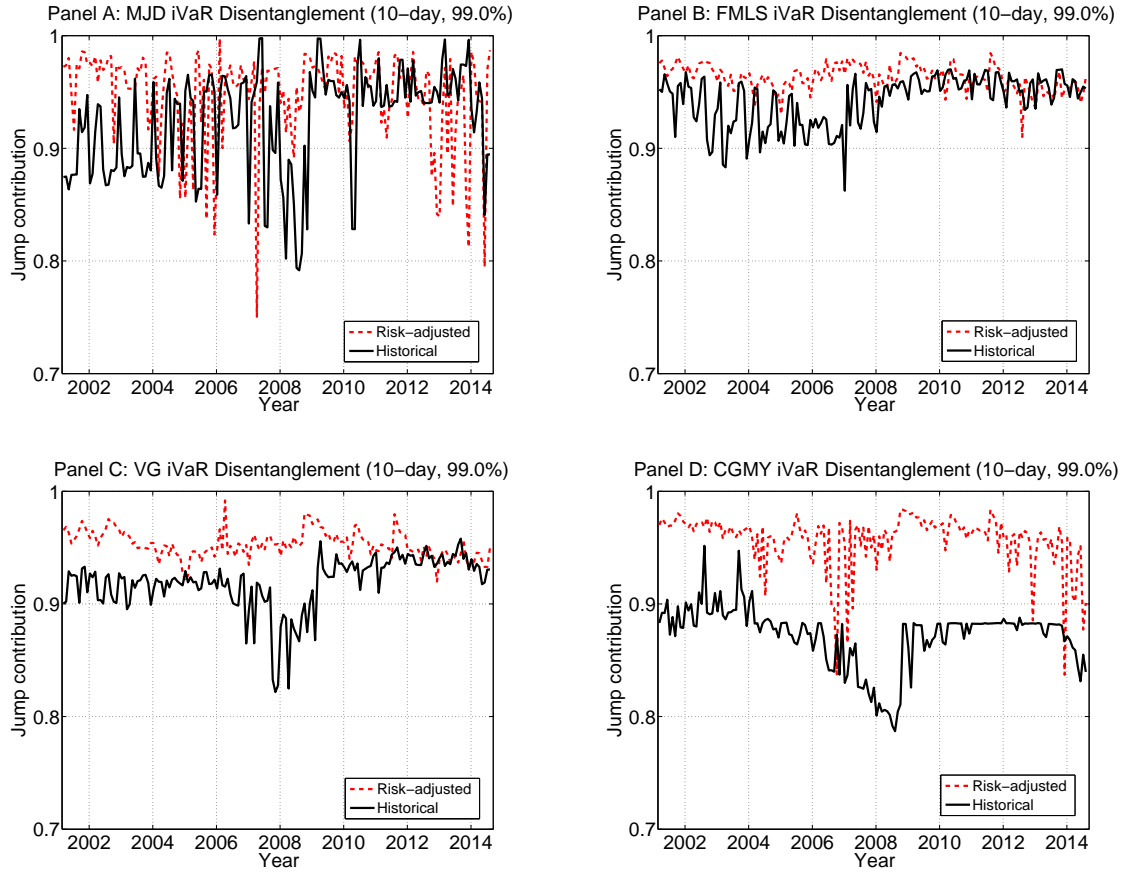 Panel A: MJD iVaR Disentanglement (10−day, 99.0%)
1
0.9
0.8
0.7
Jump contribution
Risk−adjusted
Historical
2002 2004 2006 2008 2010 2012 2014
Year
Panel B: FMLS iVaR Disentanglement (10−day, 99.0%)
1
0.9
0.8
0.7
Jump contribution
Risk−adjusted
Historical
2002 2004 2006 2008 2010 2012 2014
Year
Panel C: VG iVaR Disentanglement (10−day, 99.0%)
1
0.9
0.8
0.7
Jump contribution
Risk−adjusted
Historical
2002 2004 2006 2008 2010 2012 2014
Year
Panel D: CGMY iVaR Disentanglement (10−day, 99.0%)
1
0.9
0.8
0.7
Jump contribution
Risk−adjusted
Historical
2002 2004 2006 2008 2010 2012 2014
Year